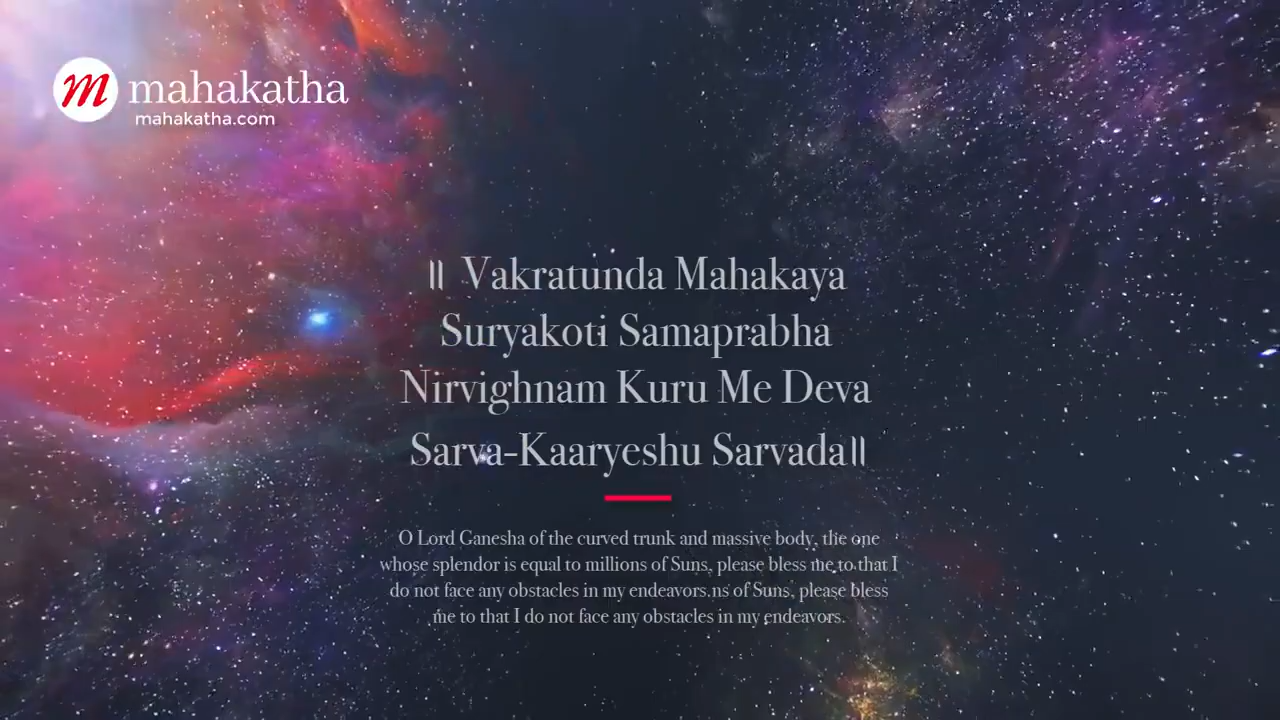 m mahakatha
mahakatha.com
॥ Vakratunda Mahakaya
Suryakoti Samaprabha
Nirvighnam Kuru Me Deva
Sarva-Kaaryeshu Sarvada॥
O Lord Ganesha of the curved trunk and massive body, the one
whose splendor is equal to millions of Suns, please bless me to that I
do not face any obstacles in my endeavors.ns of Suns, please bless
me to that I do not face any obstacles in my endeavors.